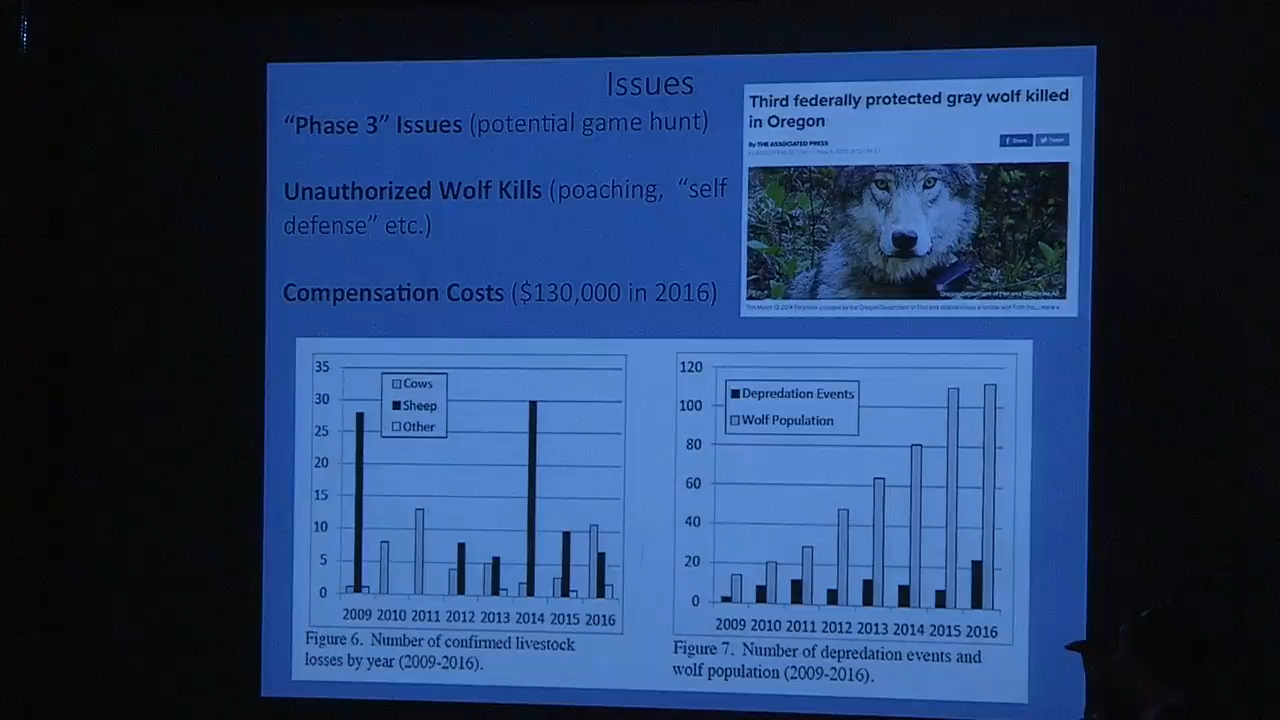 Issues
“Phase 3” Issues (potential game hunt)
Unauthorized Wolf Kills (poaching, “self
defense” etc.)
Compensation Costs ($130,000 in 2016)
Third federally protected gray wolf killed
in Oregon
By THE ASSOCIATED PRESS
Share Tweet
35
30
25
20
15
10
5
0
Cows
Sheep
Other
2009 2010 2011 2012 2013 2014 2015 2016
Figure 6. Number of confirmed livestock
losses by year (2009-2016).
120
100
80
60
40
20
0
Depredation Events
Wolf Population
2009 2010 2011 2012 2013 2014 2015 2016
Figure 7. Number of depredation events and
wolf population (2009-2016).